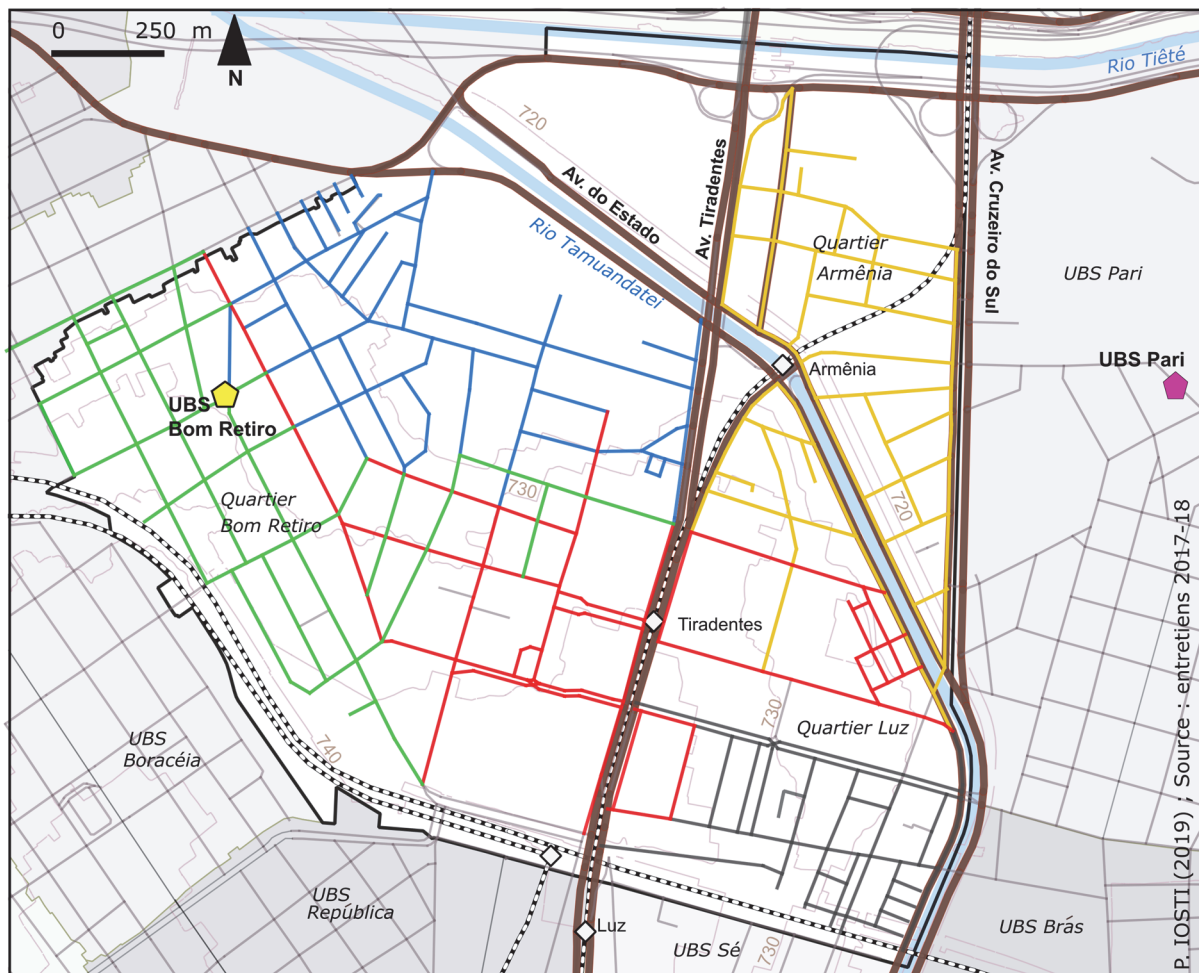 0 250 m
N
Rio Tiêté
720
Av. do Estado
Av. Tiradentes
Av. Cruzeiro do Sul
Rio Tamuandatei
Quartier
Armênia
UBS Pari
UBS Pari
Armênia
UBS
Bom Retiro
Quartier
Bom Retiro
730
720
Tiradentes
730
Quartier Luz
740
UBS
Boracéia
UBS
República
Luz
UBS Sé
730
UBS Brás
P. IOSTI (2019) ; Source : entretiens 2017-18